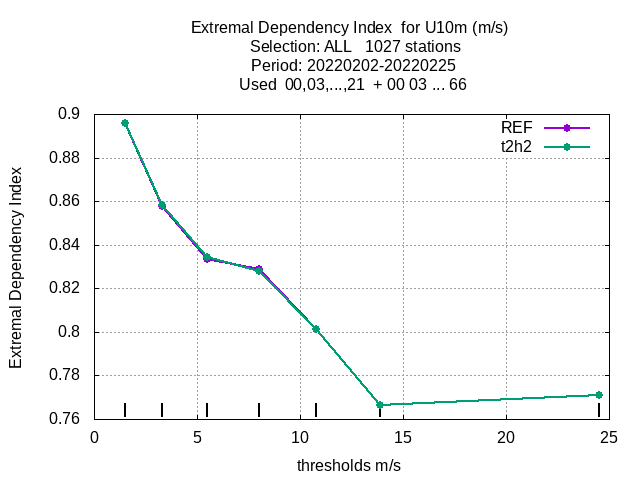 Extremal Dependency Index  for U10m (m/s)
Selection: ALL   1027 stations
Period: 20220202-20220225
Used  00,03,...,21  + 00 03 ... 66
REF
t2h2
Extremal Dependency Index
0.9
0.88
0.86
0.84
0.82
0.8
0.78
0.76
0 5 10 15 20 25
thresholds m/s